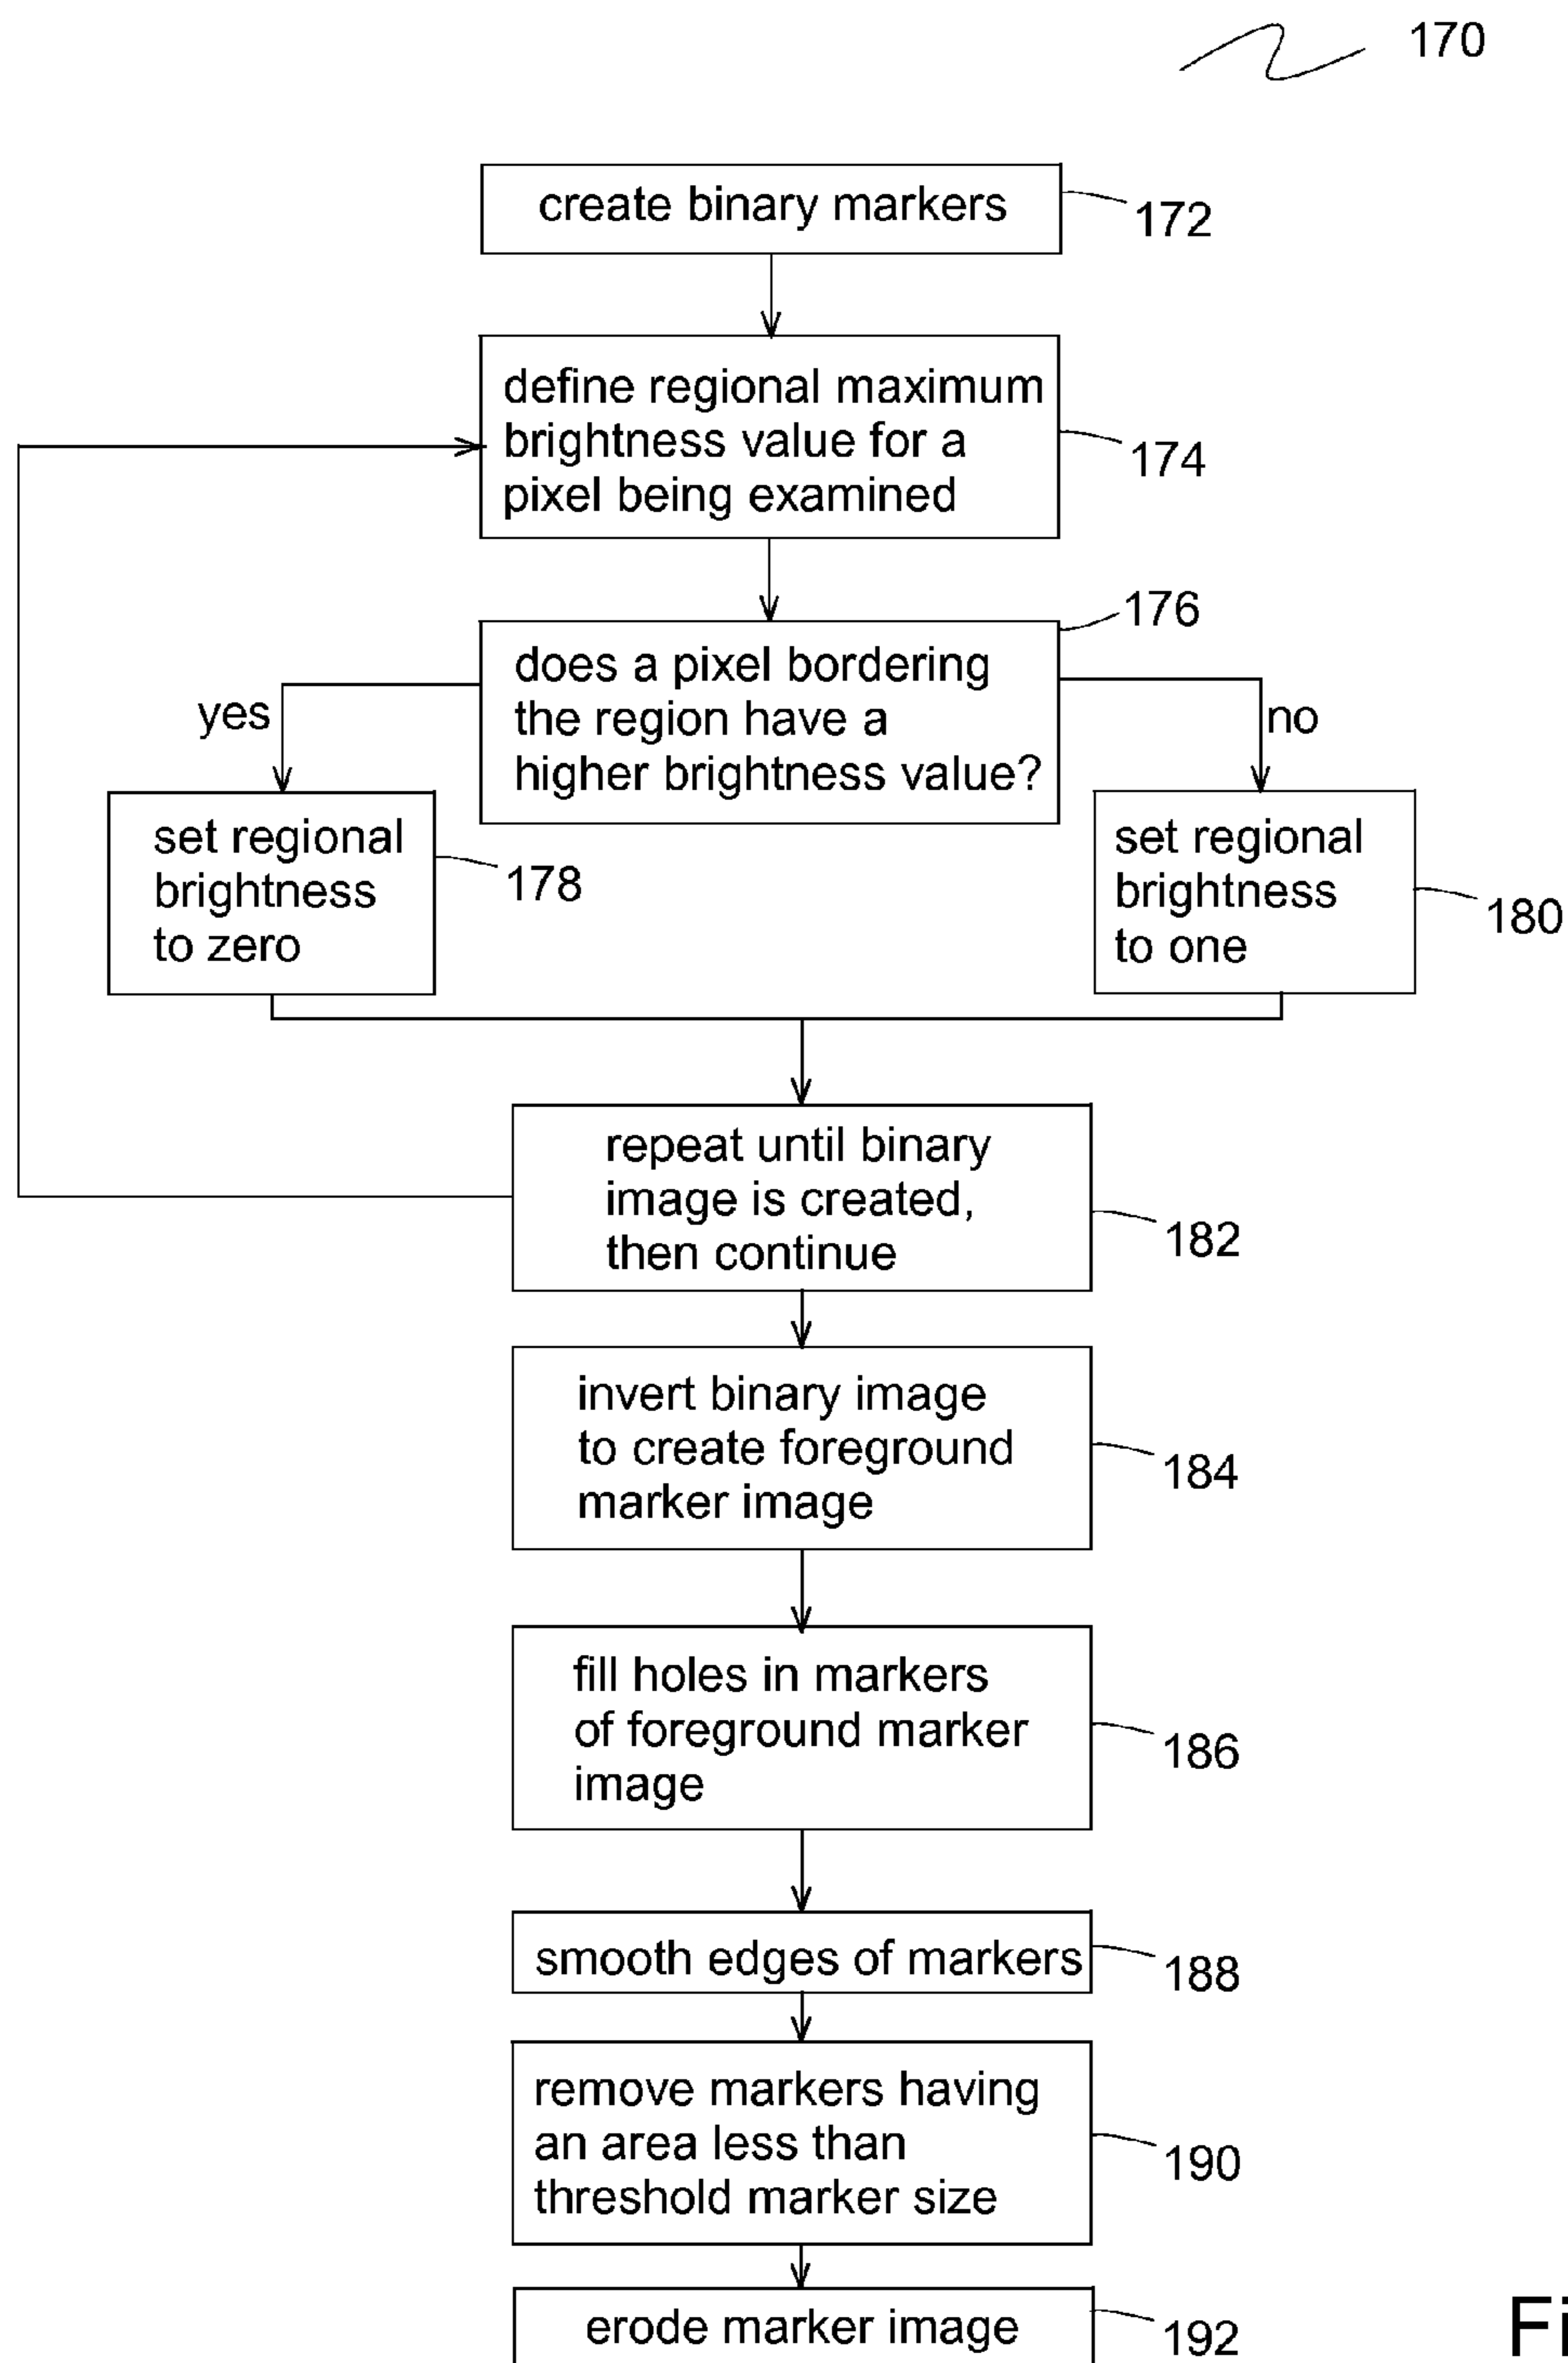 170
create binary markers
172
define regional maximum
brightness value for a
pixel being examined
174
176
does a pixel bordering
the region have a
higher brightness value?
yes
no
set regional
brightness
to zero
178
set regional
brightness
to one
180
repeat until binary
image is created,
then continue
182
invert binary image
to create foreground
marker image
184
fill holes in markers
of foreground marker
image
186
smooth edges of markers
188
remove markers having
an area less than
threshold marker size
190
erode marker image
192